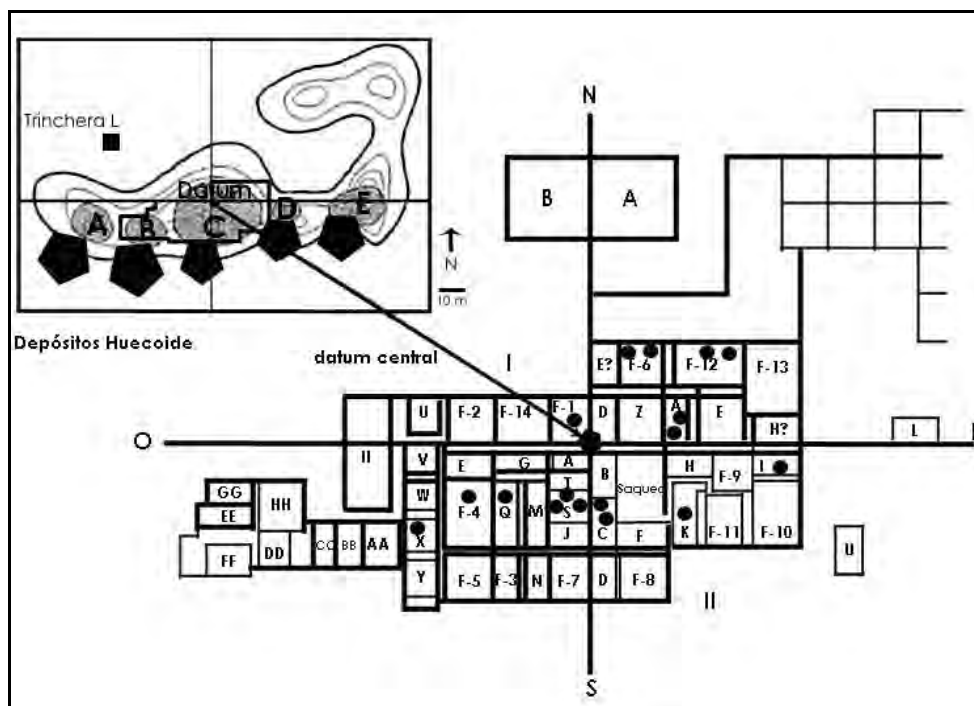 Trinchera L
Datum
A B C D E
N
10 m
Depósitos Huecoide
datum central
N
B A
I
E? F-6 F-12 F-13
U F-2 F-14 F-1 D Z A E
H? L
O
II V E G A B H F-9 I
T Saqueo
GG HH W F-4 Q M S
EE K F-11 F-10
CC BB AA X J C F U
FF DD
Y F-5 F-3 N F-7 D F-8
II
S